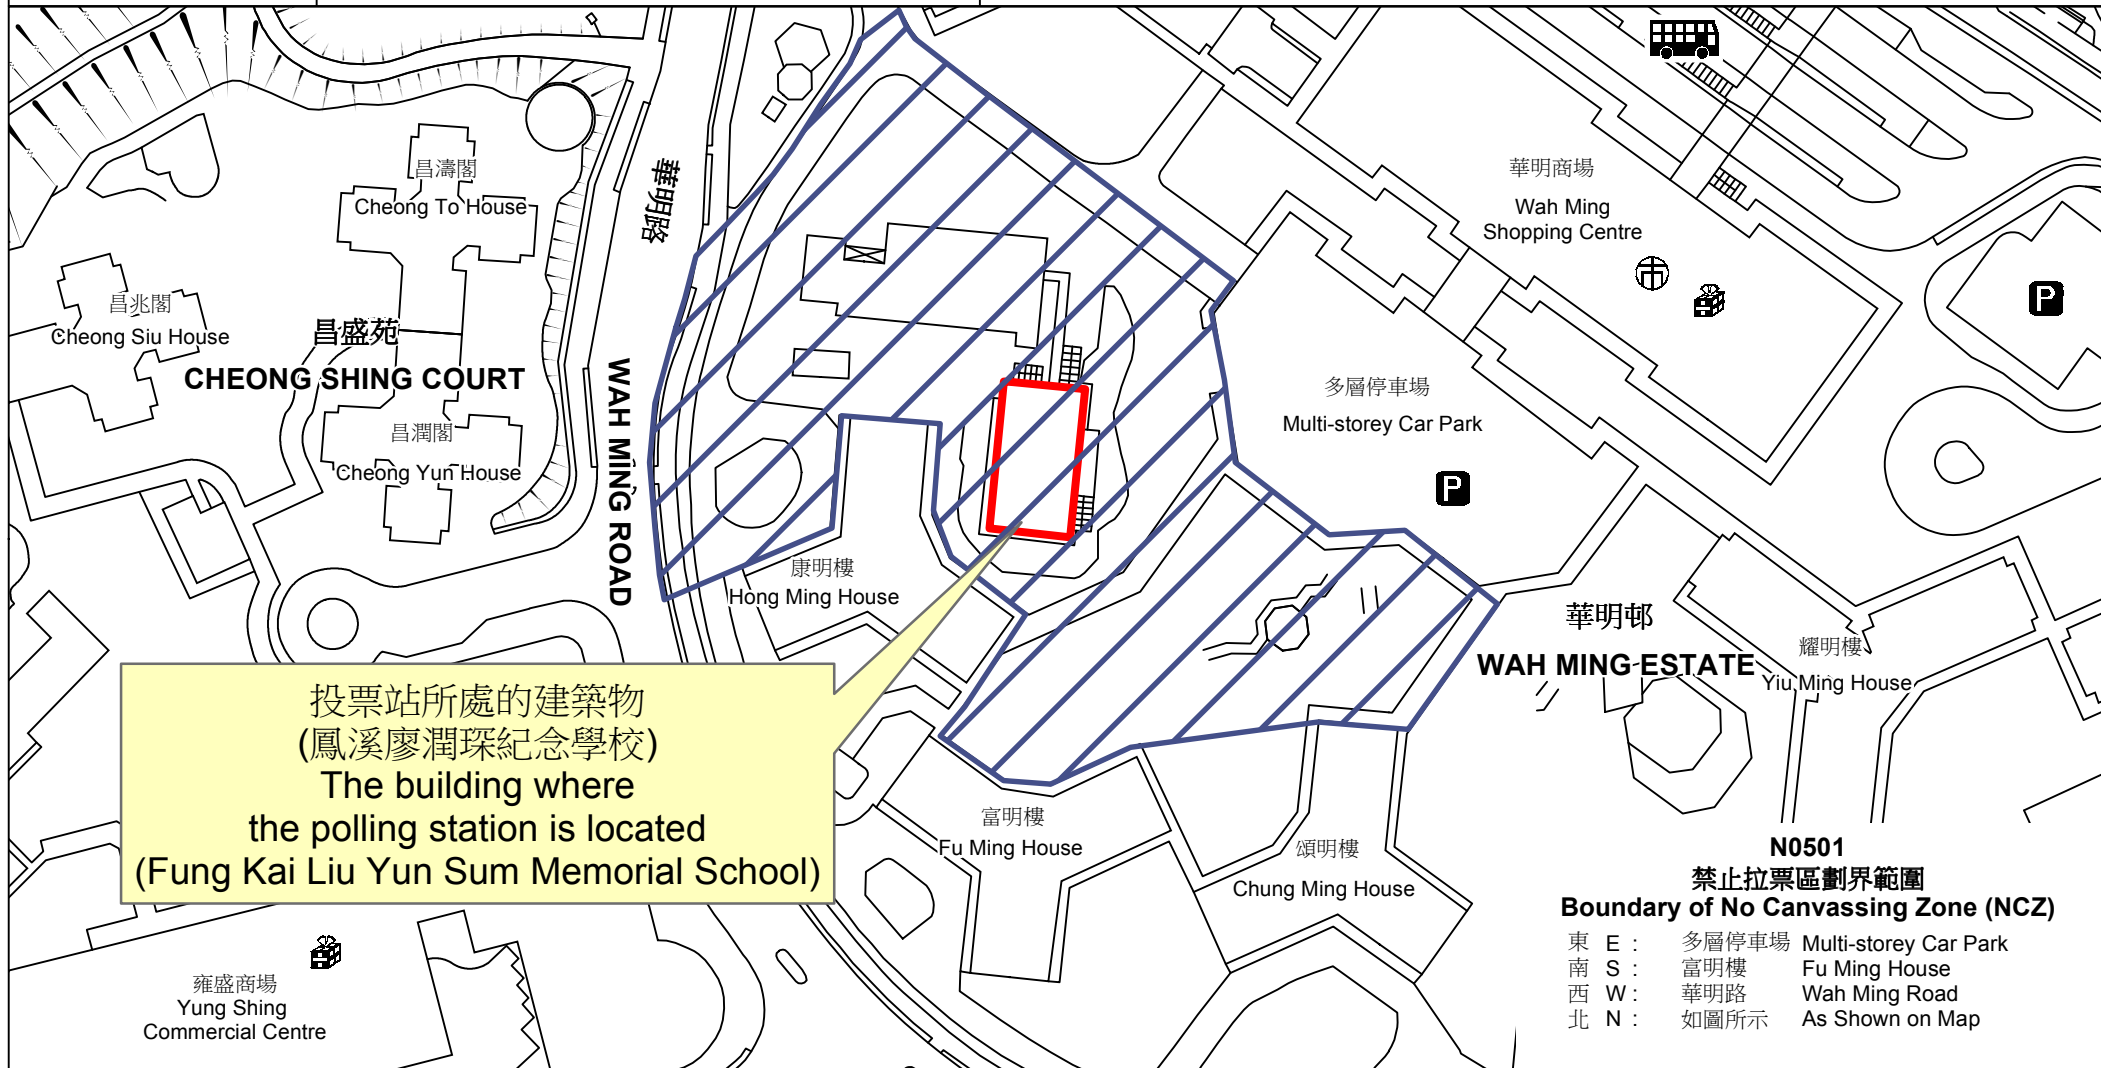 昌濤閣
Cheong To House
華明路
華明商場
Wah Ming
Shopping Centre
昌兆閣
Cheong Siu House
昌盛苑
CHEONG SHING COURT
P
WAH MING ROAD
多層停車場
Multi-storey Car Park
昌潤閣
Cheong Yun House
P
康明樓
Hong Ming House
華明邨
WAH MING ESTATE
耀明樓
Yiu Ming House
投票站所處的建築物
(鳳溪廖潤琛紀念學校)
The building where
the polling station is located
(Fung Kai Liu Yun Sum Memorial School)
富明樓
Fu Ming House
頌明樓
Chung Ming House
雍盛商場
Yung Shing
Commercial Centre
N0501
禁止拉票區劃界範圍
Boundary of No Canvassing Zone (NCZ)
東 E : 多層停車場 Multi-storey Car Park
南 S : 富明樓 Fu Ming House
西 W : 華明路 Wah Ming Road
北 N : 如圖所示 As Shown on Map